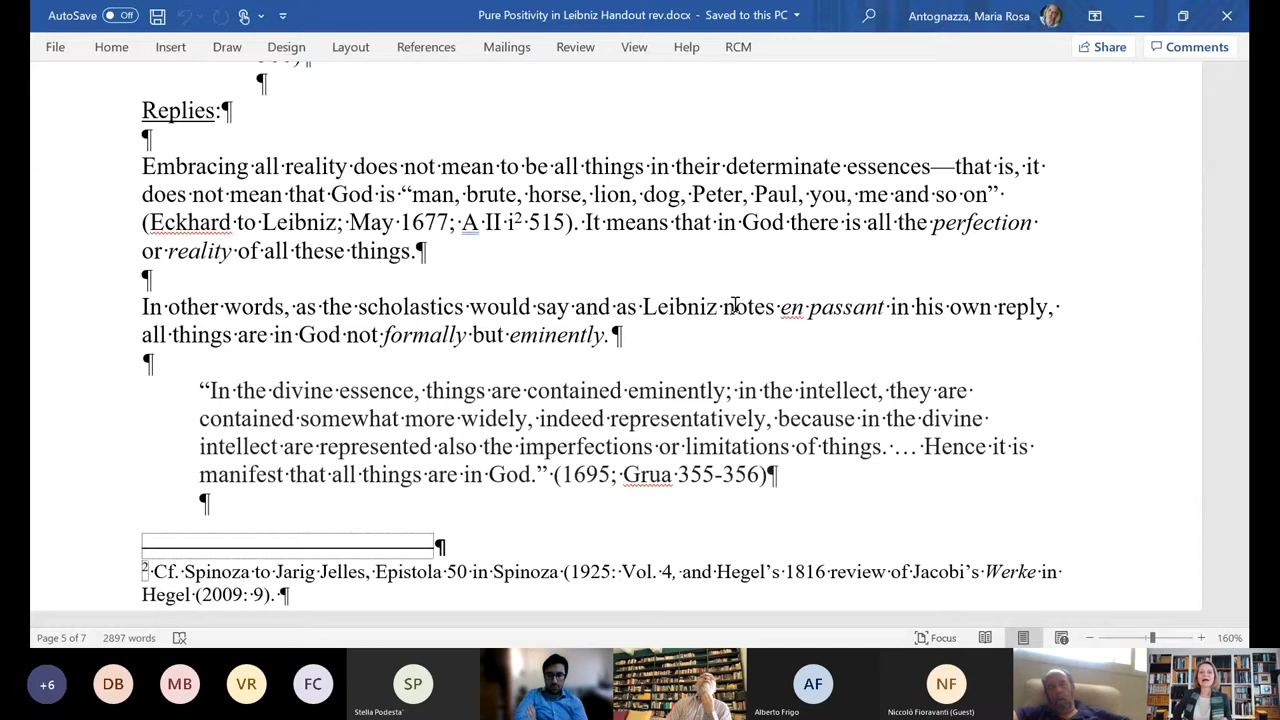 AutoSave Off Pure Positivity in Leibniz Handout rev.docx - Saved to this PC Antognazza, Maria Rosa
File Home Insert Draw Design Layout References Mailings Review View Help RCM Share Comments
¶
Replies:¶
¶
Embracing·all·reality·does·not·mean·to·be·all·things·in·their·determinate·essences—that·is,·it·
does·not·mean·that·God·is·“man,·brute,·horse,·lion,·dog,·Peter,·Paul,·you,·me·and·so·on”·
(Eckhard·to·Leibniz;·May·1677;·A·II·i²·515).·It·means·that·in·God·there·is·all·the·perfection·
or·reality·of·all·these·things.¶
¶
In·other·words,·as·the·scholastics·would·say·and·as·Leibniz·notes·en·passant·in·his·own·reply,·
all·things·are·in·God·not·formally·but·eminently.¶
¶
“In·the·divine·essence,·things·are·contained·eminently;·in·the·intellect,·they·are·
contained·somewhat·more·widely,·indeed·representatively,·because·in·the·divine·
intellect·are·represented·also·the·imperfections·or·limitations·of·things.·…·Hence·it·is·
manifest·that·all·things·are·in·God.”·(1695;·Grua·355-356)¶
¶
¶
2·Cf.·Spinoza·to·Jarig·Jelles,·Epistola·50·in·Spinoza·(1925:·Vol.·4,·and·Hegel’s·1816·review·of·Jacobi’s·Werke·in·
Hegel·(2009:·9).·¶
Page 5 of 7 2897 words Focus 160%
+6 DB MB VR FC SP AF NF
Stella Podesta` Alberto Frigo Niccolò Fioravanti (Guest)